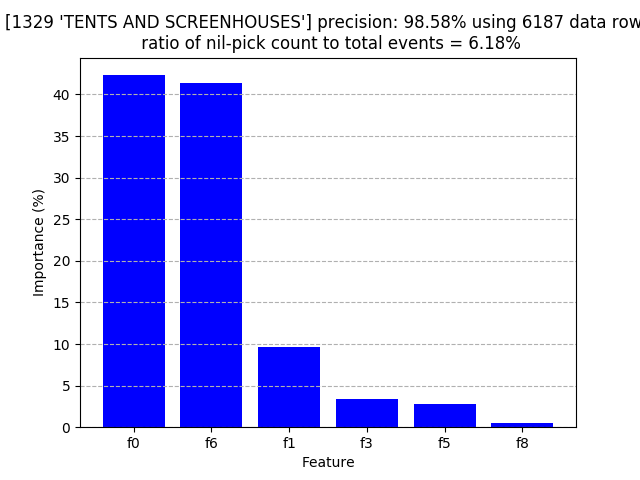 [1329 'TENTS AND SCREENHOUSES'] precision: 98.58% using 6187 data row
ratio of nil-pick count to total events = 6.18%
40
35
30
25
20
15
10
5
0
Importance (%)
f0 f6 f1 f3 f5 f8
Feature